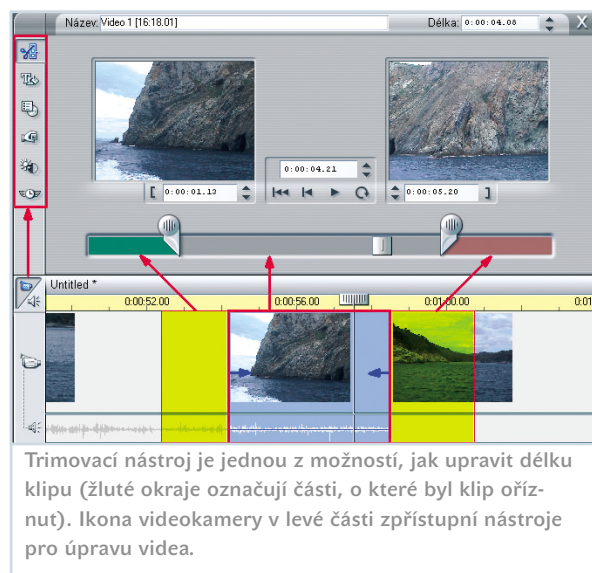 Název: Video 1 [16:18.01] Délka: 0:00:04.08 X
0:00:04.21
[ 0:00:01.13 0:00:05.20 ]
Untitled *
0:00:52.00 0:00:56.00 0:01:00.00 0:01
Trimovací nástroj je jednou z možností, jak upravit délku
klipu (žluté okraje označují části, o které byl klip oříz-
nut). Ikona videokamery v levé části zpřístupní nástroje
pro úpravu videa.